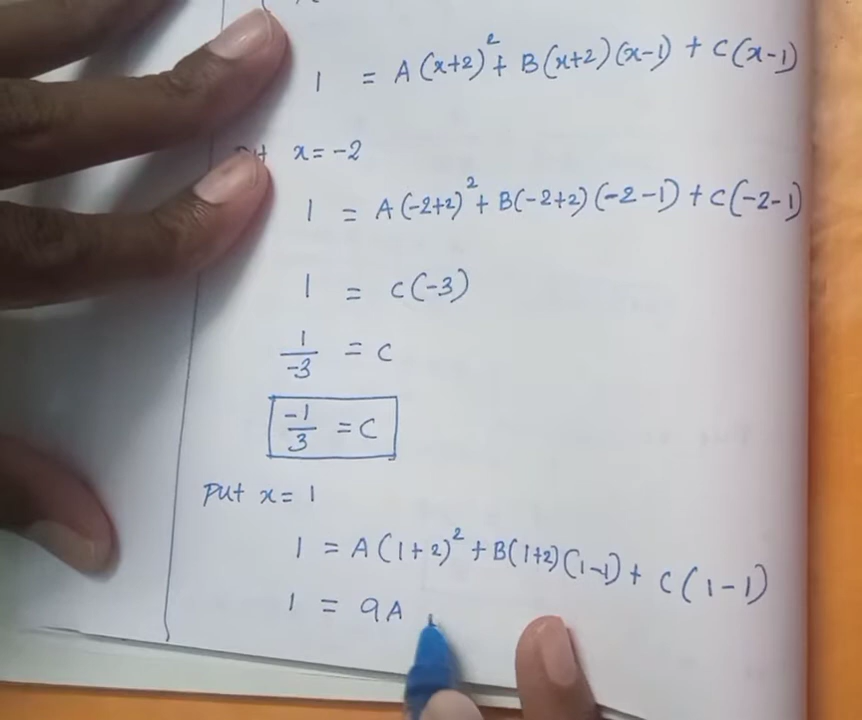 1 = A(x+2)² + B(x+2)(x-1) + C(x-1)
x = -2
1 = A(-2+2)² + B(-2+2)(-2-1) + C(-2-1)
1 = C(-3)
1/-3 = C
-1/3 = C
Put x = 1
1 = A(1+2)² + B(1+2)(1-1) + C(1-1)
1 = 9A